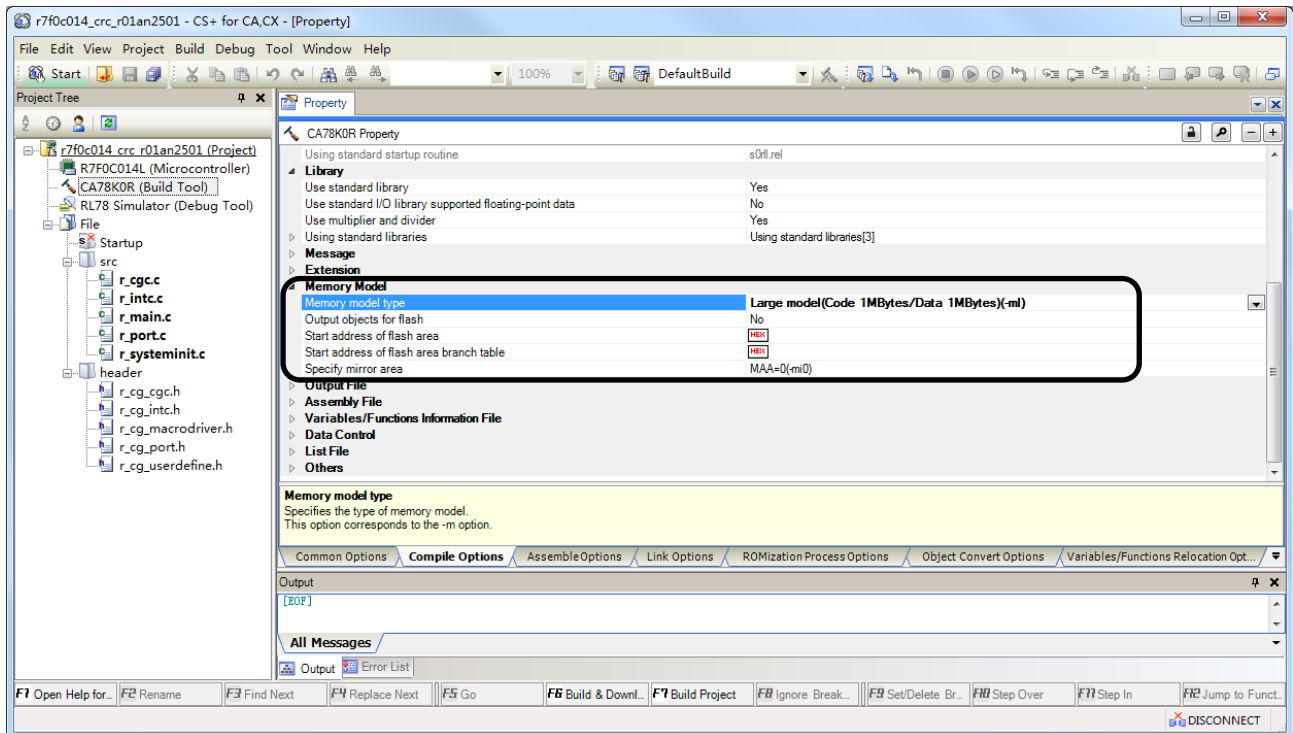 r7f0c014_crc_r01an2501 - CS+ for CA,CX - [Property]
File Edit View Project Build Debug Tool Window Help
Start 100% DefaultBuild
Project Tree
r7f0c014_crc_r01an2501 (Project)
R7F0C014L (Microcontroller)
CA78K0R (Build Tool)
RL78 Simulator (Debug Tool)
File
Startup
src
r_cgc.c
r_intc.c
r_main.c
r_port.c
r_systeminit.c
header
r_cg_cgc.h
r_cg_intc.h
r_cg_macrodriver.h
r_cg_port.h
r_cg_userdefine.h
Property
CA78K0R Property
Using standard startup routine s0rll.rel
Library
Use standard library Yes
Use standard I/O library supported floating-point data No
Use multiplier and divider Yes
Using standard libraries Using standard libraries[3]
Message
Extension
Memory Model
Memory model type Large model(Code 1MBytes/Data 1MBytes)(-ml)
Output objects for flash No
Start address of flash area HEX
Start address of flash area branch table HEX
Specify mirror area MAA=0(-mi0)
Output File
Assembly File
Variables/Functions Information File
Data Control
List File
Others
Memory model type
Specifies the type of memory model.
This option corresponds to the -m option.
Common Options Compile Options Assemble Options Link Options ROMization Process Options Object Convert Options Variables/Functions Relocation Opt...
Output
[EOF]
All Messages
Output Error List
F1 Open Help for... F2 Rename F3 Find Next F4 Replace Next F5 Go F6 Build & Downl... F7 Build Project F8 Ignore Break... F9 Set/Delete Br... F10 Step Over F11 Step In F12 Jump to Funct...
DISCONNECT